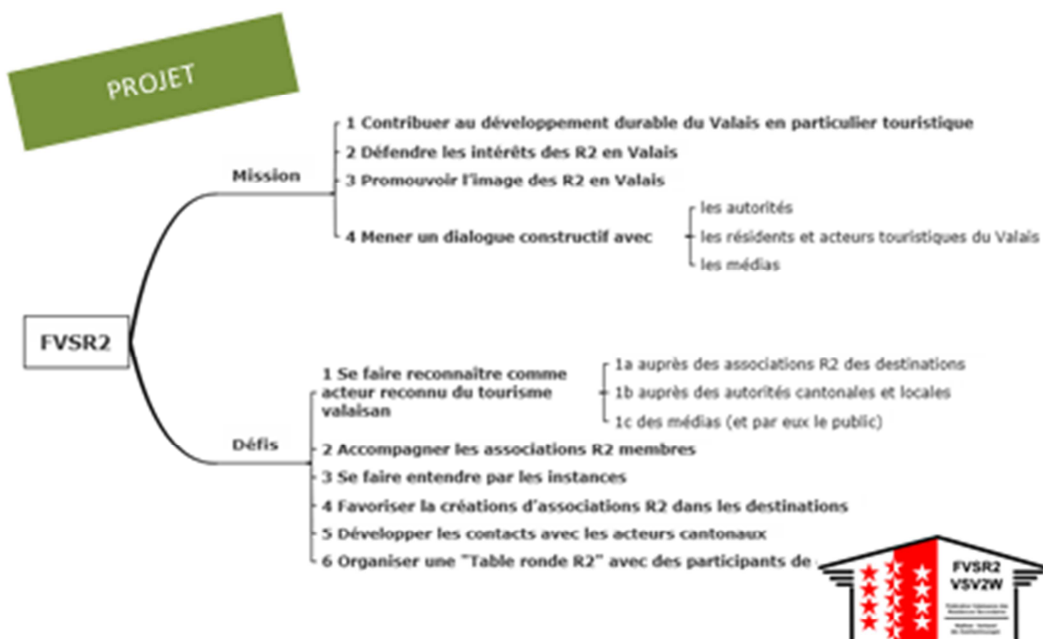 PROJET
1 Contribuer au développement durable du Valais en particulier touristique
2 Défendre les intérêts des R2 en Valais
Mission
3 Promouvoir l'image des R2 en Valais
4 Mener un dialogue constructif avec
les autorités
les résidents et acteurs touristiques du Valais
les médias
FVSR2
1 Se faire reconnaître comme
acteur reconnu du tourisme
valaisan
1a auprès des associations R2 des destinations
1b auprès des autorités cantonales et locales
1c des médias (et par eux le public)
Défis
2 Accompagner les associations R2 membres
3 Se faire entendre par les instances
4 Favoriser la créations d'associations R2 dans les destinations
5 Développer les contacts avec les acteurs cantonaux
6 Organiser une "Table ronde R2" avec des participants de
FVSR2
VSV2W